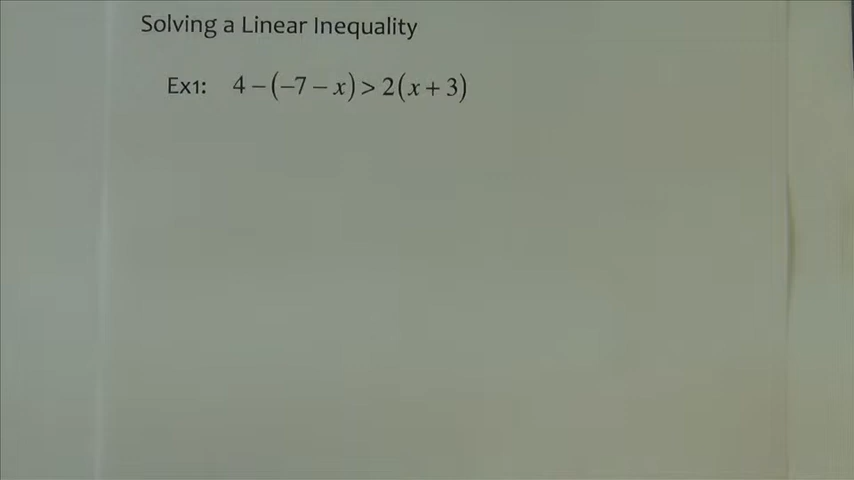 Solving a Linear Inequality
Ex1: 4 − (−7 − x) > 2(x + 3)